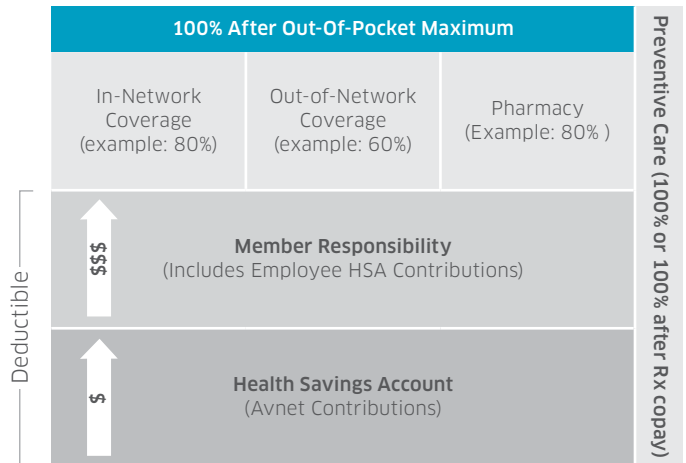 100% After Out-Of-Pocket Maximum
In-Network
Coverage
(example: 80%)
Out-of-Network
Coverage
(example: 60%)
Pharmacy
(Example: 80% )
Preventive Care (100% or 100% after Rx copay)
Deductible
$$$
Member Responsibility
(Includes Employee HSA Contributions)
$
Health Savings Account
(Avnet Contributions)